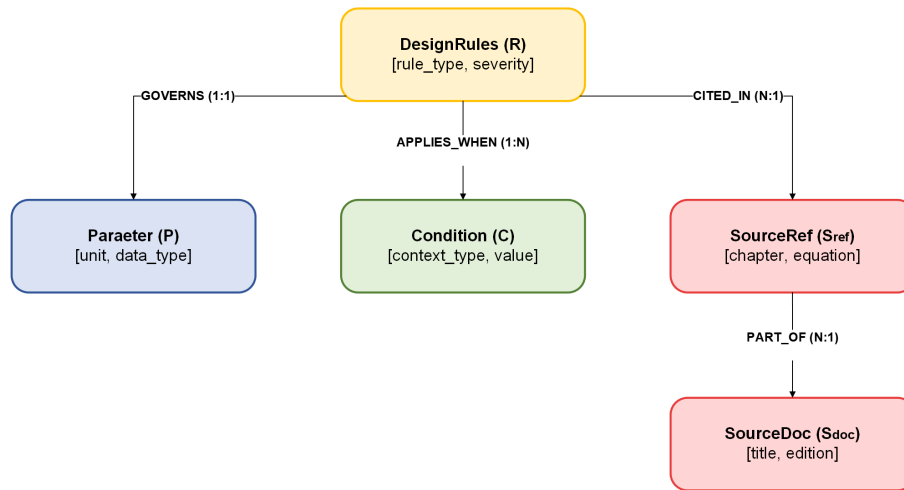 DesignRules (R)
[rule_type, severity]
GOVERNS (1:1)
CITED_IN (N:1)
APPLIES_WHEN (1:N)
Paraeter (P)
[unit, data_type]
Condition (C)
[context_type, value]
SourceRef (Sref)
[chapter, equation]
PART_OF (N:1)
SourceDoc (Sdoc)
[title, edition]